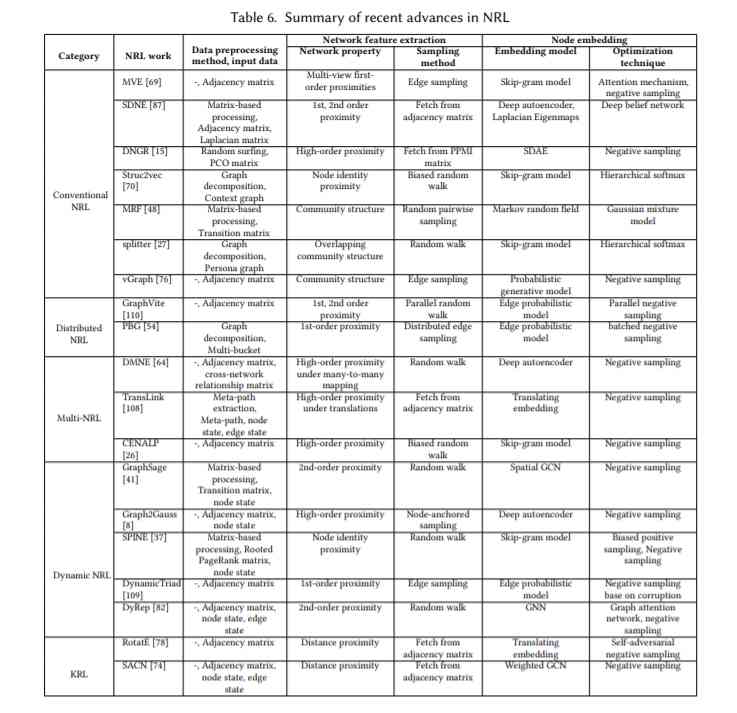 Table 6. Summary of recent advances in NRL
Category | NRL work | Data preprocessing method, input data | Network feature extraction | Node embedding
Network property | Sampling method | Embedding model | Optimization technique
Conventional NRL
MVE [69] | -, Adjacency matrix | Multi-view first-order proximities | Edge sampling | Skip-gram model | Attention mechanism, negative sampling
SDNE [87] | Matrix-based processing, Adjacency matrix, Laplacian matrix | 1st, 2nd order proximity | Fetch from adjacency matrix | Deep autoencoder, Laplacian Eigenmaps | Deep belief network
DNGR [15] | Random surfing, PCO matrix | High-order proximity | Fetch from PPMI matrix | SDAE | Negative sampling
Struc2vec [70] | Graph decomposition, Context graph | Node identity proximity | Biased random walk | Skip-gram model | Hierarchical softmax
MRF [48] | Matrix-based processing, Transition matrix | Community structure | Random pairwise sampling | Markov random field | Gaussian mixture model
splitter [27] | Graph decomposition, Persona graph | Overlapping community structure | Random walk | Skip-gram model | Hierarchical softmax
vGraph [76] | -, Adjacency matrix | Community structure | Edge sampling | Probabilistic generative model | Negative sampling
Distributed NRL
GraphVite [110] | -, Adjacency matrix | 1st, 2nd order proximity | Parallel random walk | Edge probabilistic model | Parallel negative sampling
PBG [54] | Graph decomposition, Multi-bucket | 1st-order proximity | Distributed edge sampling | Edge probabilistic model | batched negative sampling
Multi-NRL
DMNE [64] | -, Adjacency matrix, cross-network relationship matrix | High-order proximity under many-to-many mapping | Random walk | Deep autoencoder | Negative sampling
TransLink [108] | Meta-path extraction, Meta-path, node state, edge state | High-order proximity under translations | Fetch from adjacency matrix | Translating embedding | Negative sampling
CENALP [26] | -, Adjacency matrix | High-order proximity | Biased random walk | Skip-gram model | Negative sampling
Dynamic NRL
GraphSage [41] | Matrix-based processing, Transition matrix, node state | 2nd-order proximity | Random walk | Spatial GCN | Negative sampling
Graph2Gauss [8] | -, Adjacency matrix, node state | High-order proximity | Node-anchored sampling | Deep autoencoder | Negative sampling
SPINE [37] | Matrix-based processing, Rooted PageRank matrix, node state | Node identity proximity | Random walk | Skip-gram model | Biased positive sampling, Negative sampling
DynamicTriad [109] | -, Adjacency matrix | 1st-order proximity | Edge sampling | Edge probabilistic model | Negative sampling base on corruption
DyRep [82] | -, Adjacency matrix, node state, edge state | 2nd-order proximity | Random walk | GNN | Graph attention network, negative sampling
KRL
RotatE [78] | -, Adjacency matrix | Distance proximity | Fetch from adjacency matrix | Translating embedding | Self-adversarial negative sampling
SACN [74] | -, Adjacency matrix, node state, edge state | Distance proximity | Fetch from adjacency matrix | Weighted GCN | Negative sampling